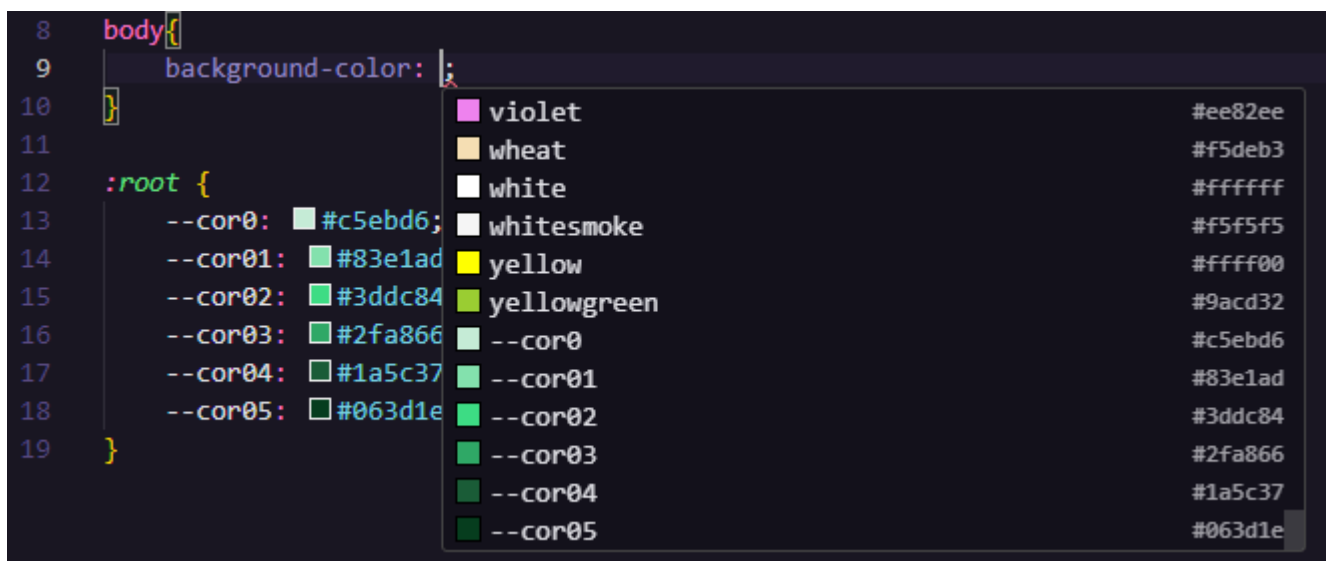 8 body{
9 background-color: ;
10 }
violet #ee82ee
11
wheat #f5deb3
12 :root {
white #ffffff
13 --cor0: #c5ebd6;
whitesmoke #f5f5f5
14 --cor01: #83e1ad
yellow #ffff00
15 --cor02: #3ddc84
yellowgreen #9acd32
16 --cor03: #2fa866
--cor0 #c5ebd6
17 --cor04: #1a5c37
--cor01 #83e1ad
18 --cor05: #063d1e
--cor02 #3ddc84
19 }
--cor03 #2fa866
--cor04 #1a5c37
--cor05 #063d1e